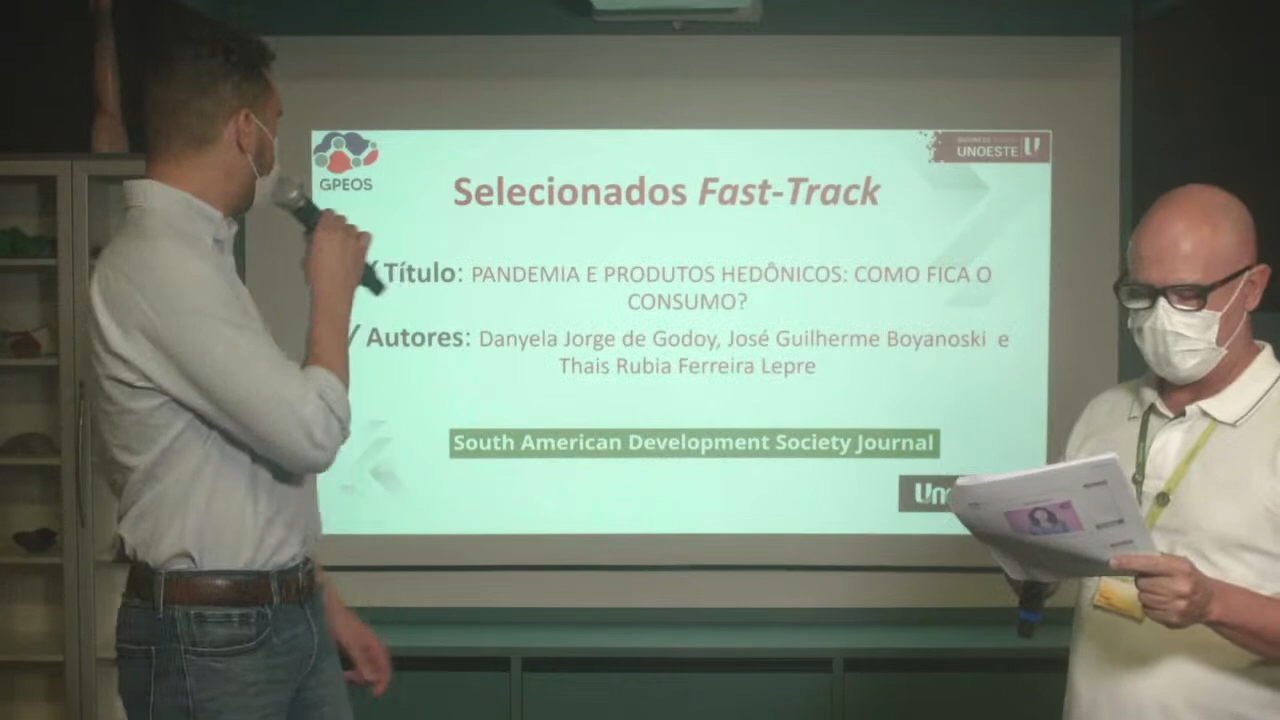 GPEOS
UNOESTE
Selecionados Fast-Track
Título: PANDEMIA E PRODUTOS HEDÔNICOS: COMO FICA O
CONSUMO?
Autores: Danyela Jorge de Godoy, José Guilherme Boyanoski e
Thais Rubia Ferreira Lepre
South American Development Society Journal